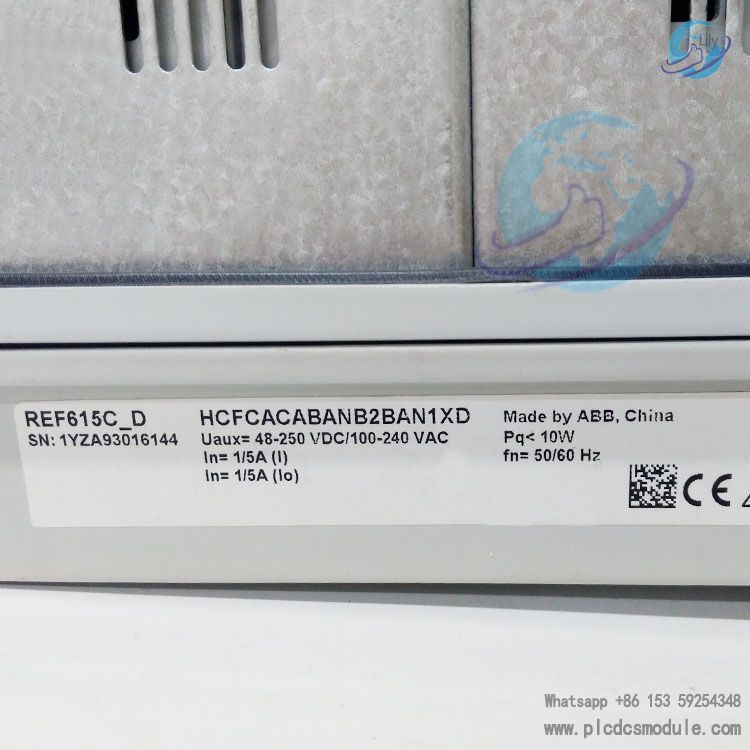 Lily
REF615C_D
SN: 1YZA93016144
HCFCACABANB2BAN1XD
Uaux= 48-250 VDC/100-240 VAC
In= 1/5A (I)
In= 1/5A (Io)
Made by ABB, China
Pq< 10W
fn= 50/60 Hz
CE
Whatsapp +86 153 59254348
www.plcdcsmodule.com